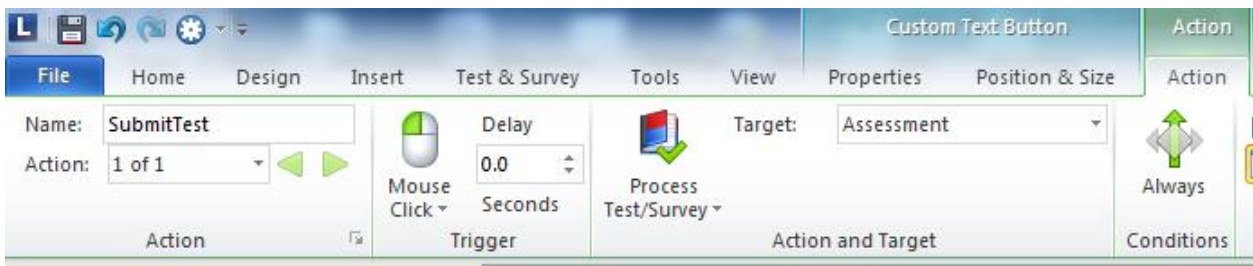 L
Custom Text Button Action
File Home Design Insert Test & Survey Tools View Properties Position & Size Action
Name: SubmitTest
Action: 1 of 1
Mouse
Click
Delay
0.0
Seconds
Process
Test/Survey
Target: Assessment
Always
Action Trigger Action and Target Conditions